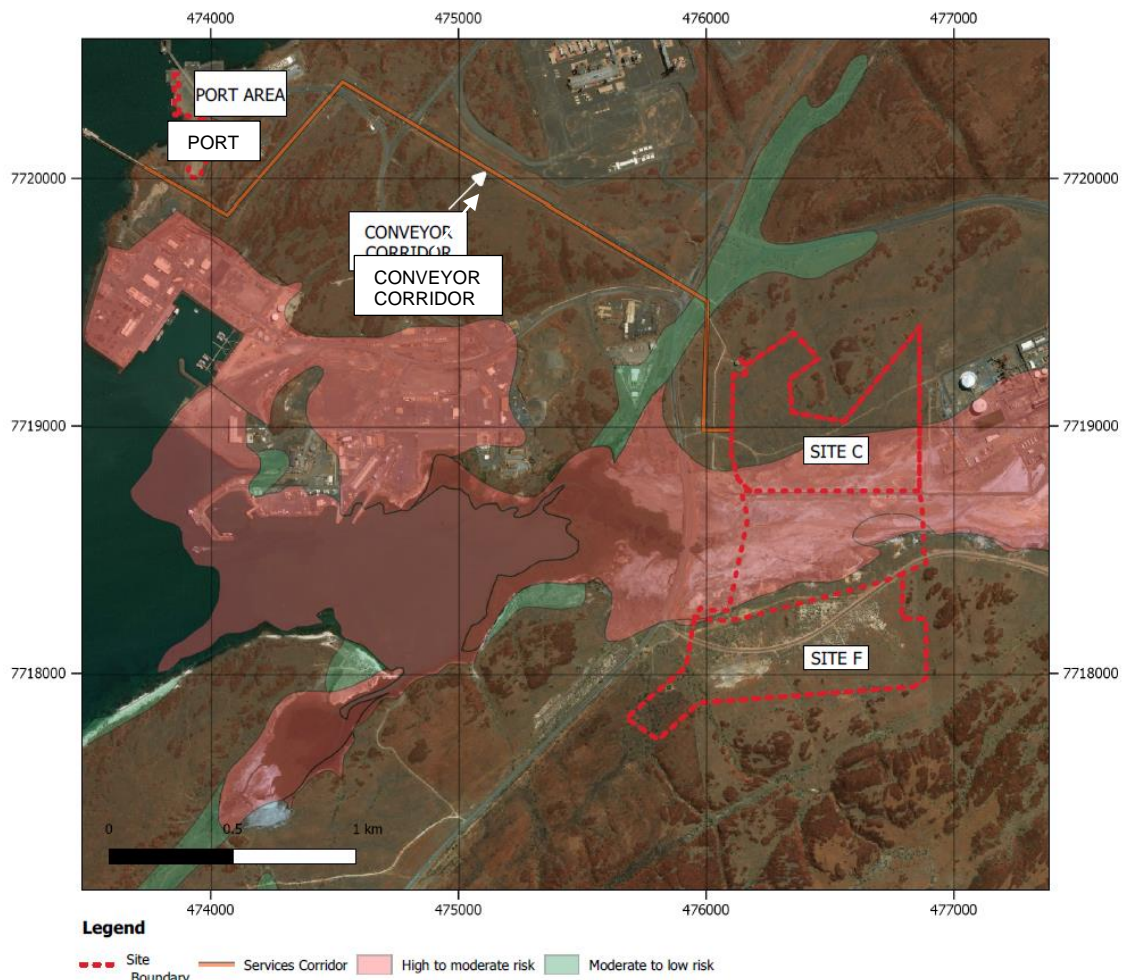 474000 475000 476000 477000
PORT AREA
PORT
7720000 7720000
CONVEYOR
CORRIDOR
CONVEYOR
CORRIDOR
7719000 7719000
SITE C
SITE F
7718000 7718000
0 0.5 1 km
474000 475000 476000 477000
Legend
Site
Boundary
Services Corridor
High to moderate risk
Moderate to low risk